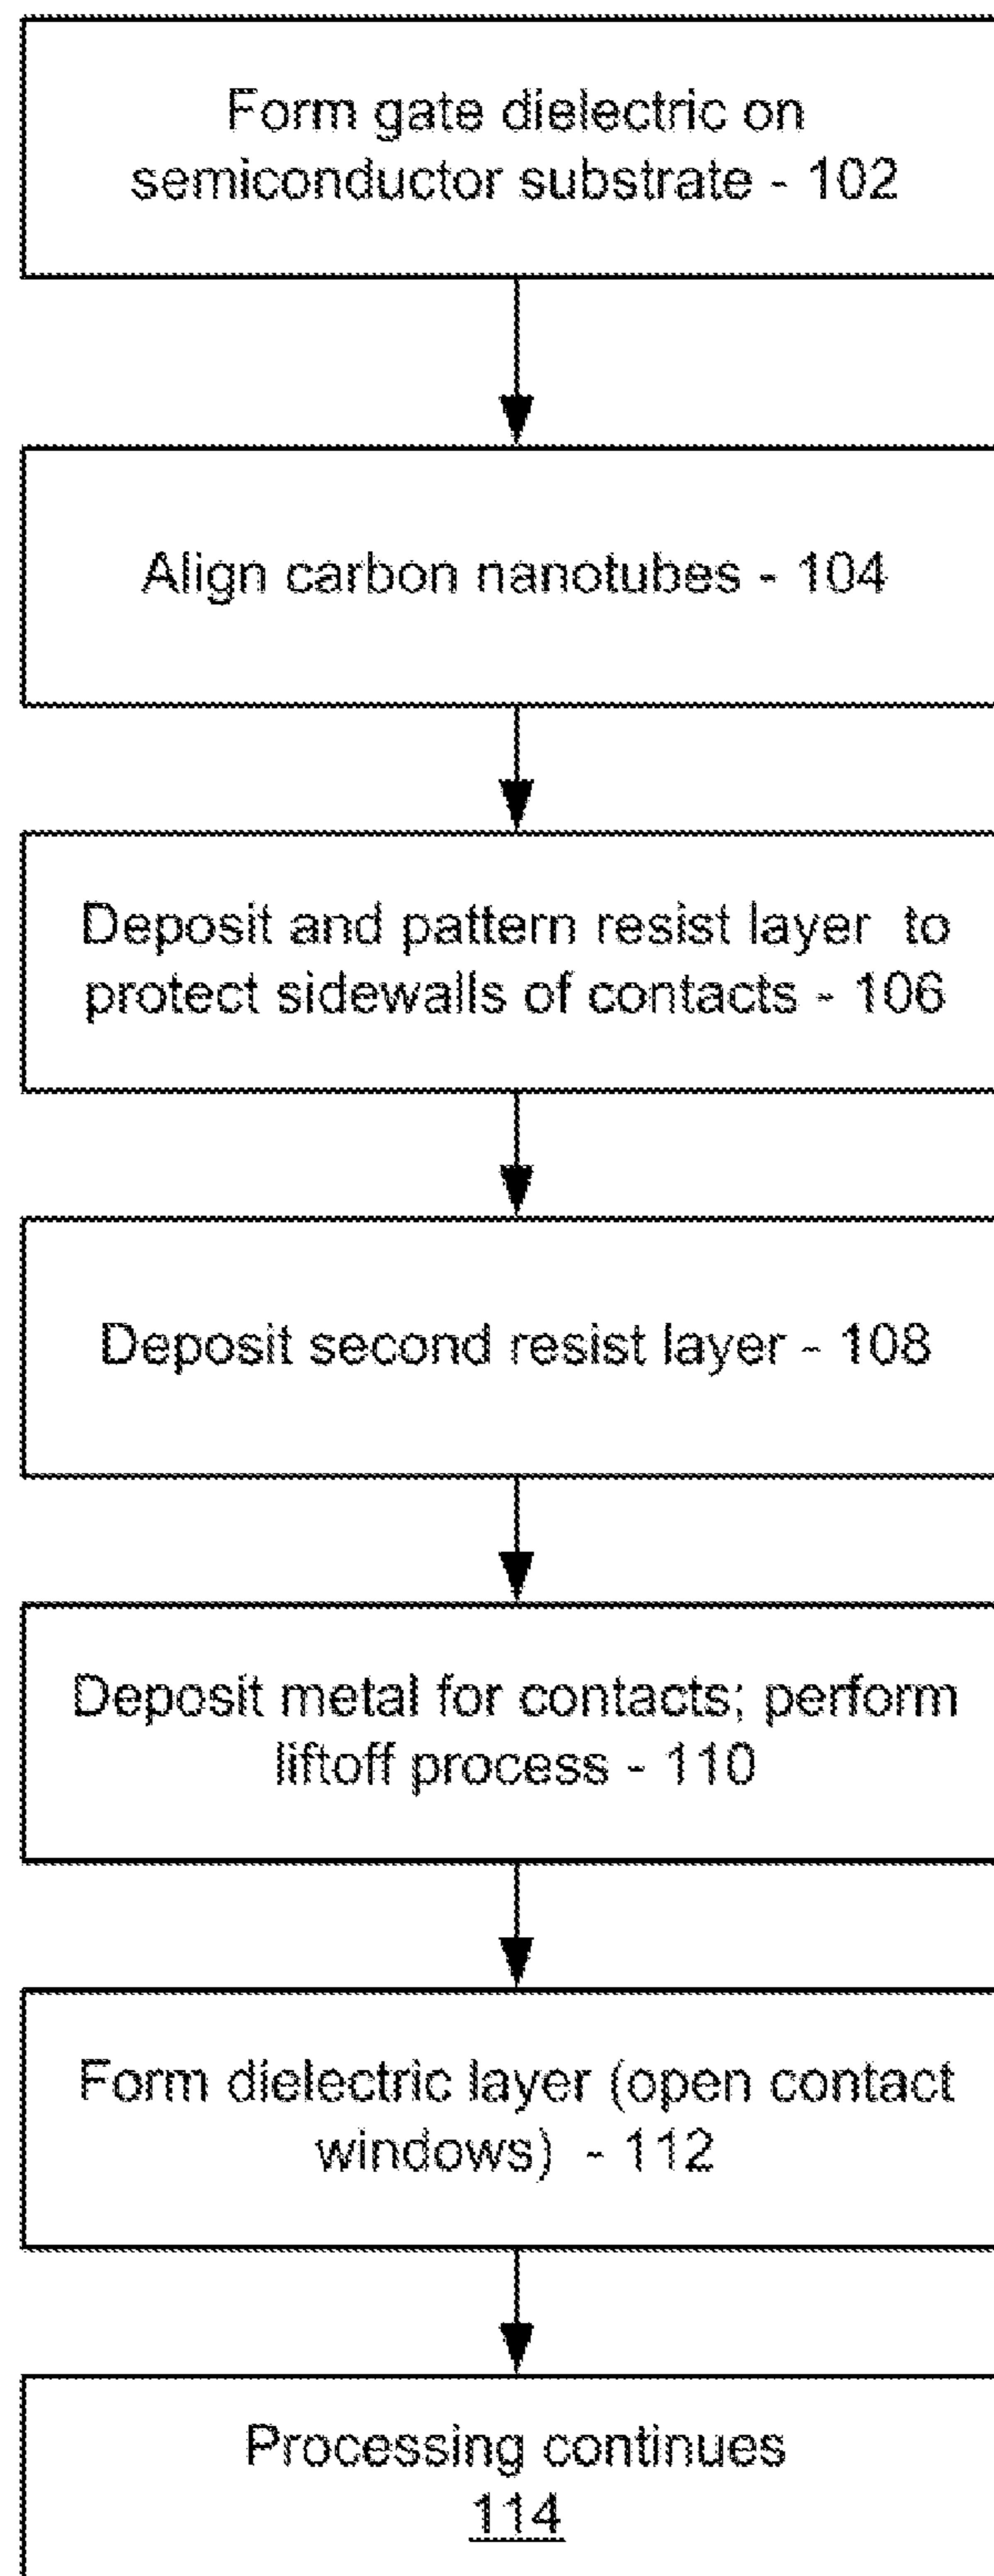 Form gate dielectric on
semiconductor substrate - 102
Align carbon nanotubes - 104
Deposit and pattern resist layer  to
protect sidewalls of contacts - 106
Deposit second resist layer - 108
Deposit metal for contacts; perform
liftoff process - 110
Form dielectric layer (open contact
windows)  - 112
Processing continues
114